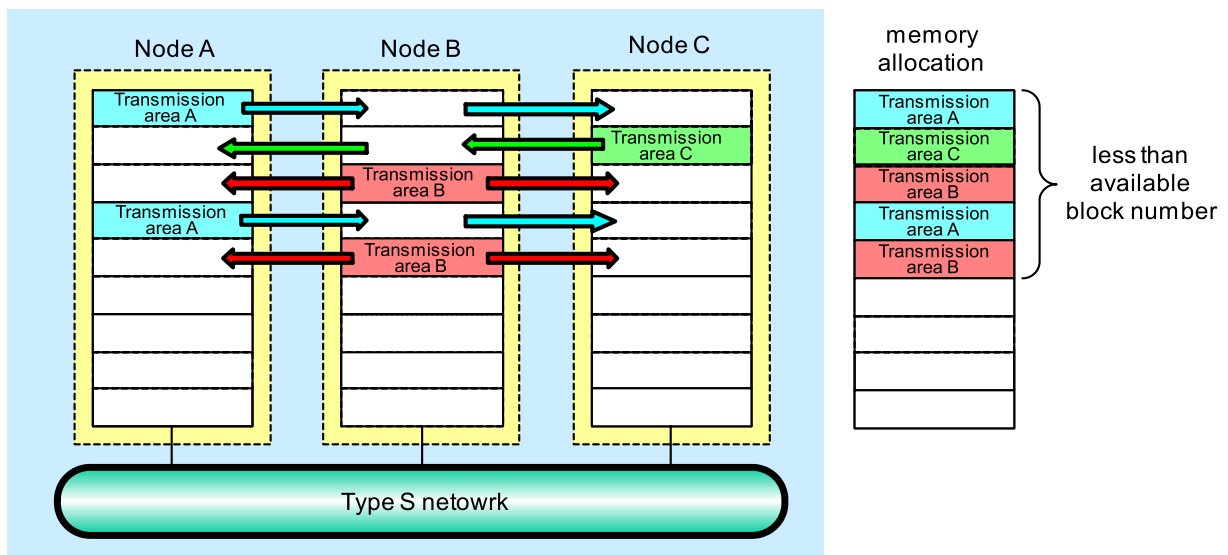 Node A
Node B
Node C
memory
allocation
Transmission
area A
Transmission
area C
Transmission
area B
Transmission
area A
Transmission
area B
Transmission
area A
Transmission
area C
Transmission
area B
Transmission
area A
Transmission
area B
less than
available
block number
Type S netowrk